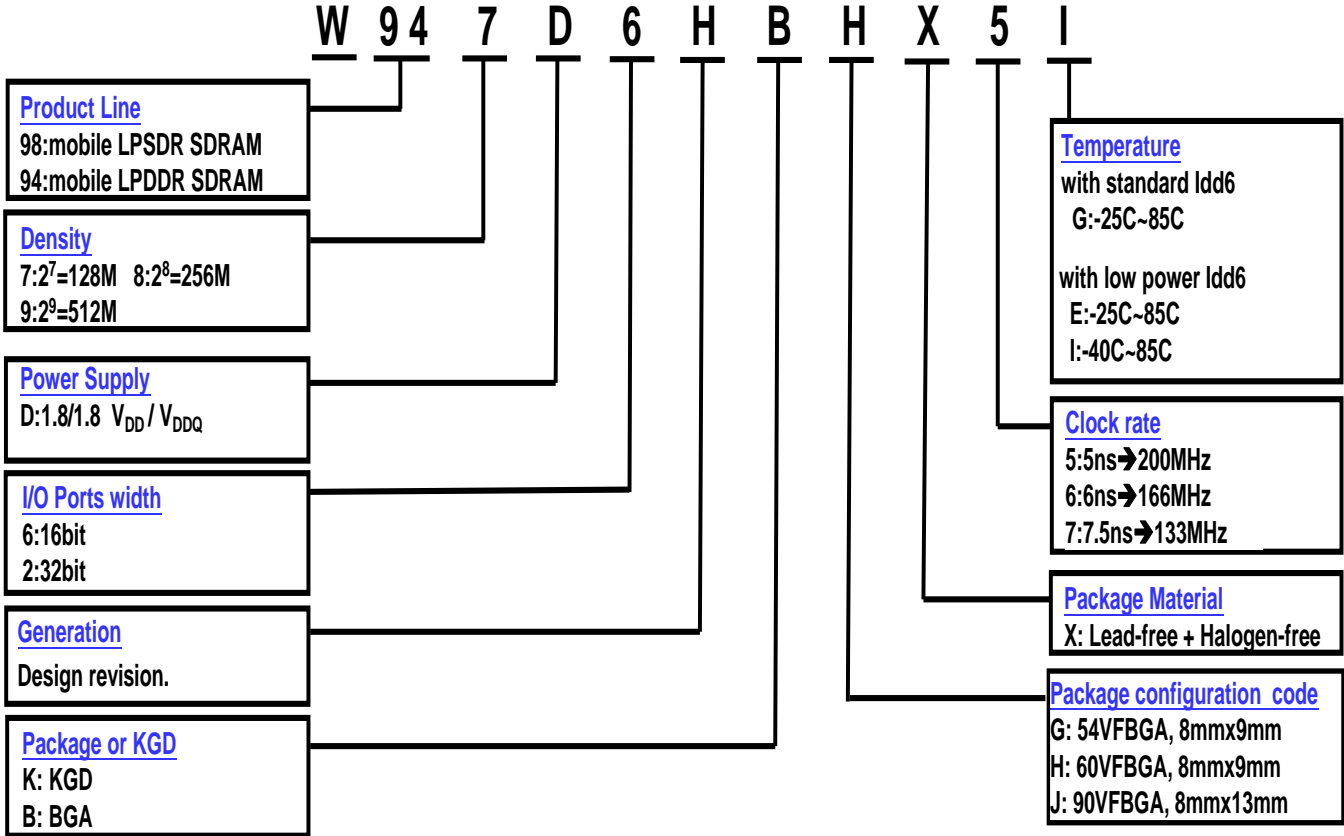 W 94 7 D 6 H B H X 5 I
Product Line
98:mobile LPSDR SDRAM
94:mobile LPDDR SDRAM
Density
7:2⁷=128M 8:2⁸=256M
9:2⁹=512M
Power Supply
D:1.8/1.8 VDD / VDDQ
I/O Ports width
6:16bit
2:32bit
Generation
Design revision.
Package or KGD
K: KGD
B: BGA
Temperature
with standard Idd6
G:-25C~85C
with low power Idd6
E:-25C~85C
I:-40C~85C
Clock rate
5:5ns➔200MHz
6:6ns➔166MHz
7:7.5ns➔133MHz
Package Material
X: Lead-free + Halogen-free
Package configuration code
G: 54VFBGA, 8mmx9mm
H: 60VFBGA, 8mmx9mm
J: 90VFBGA, 8mmx13mm